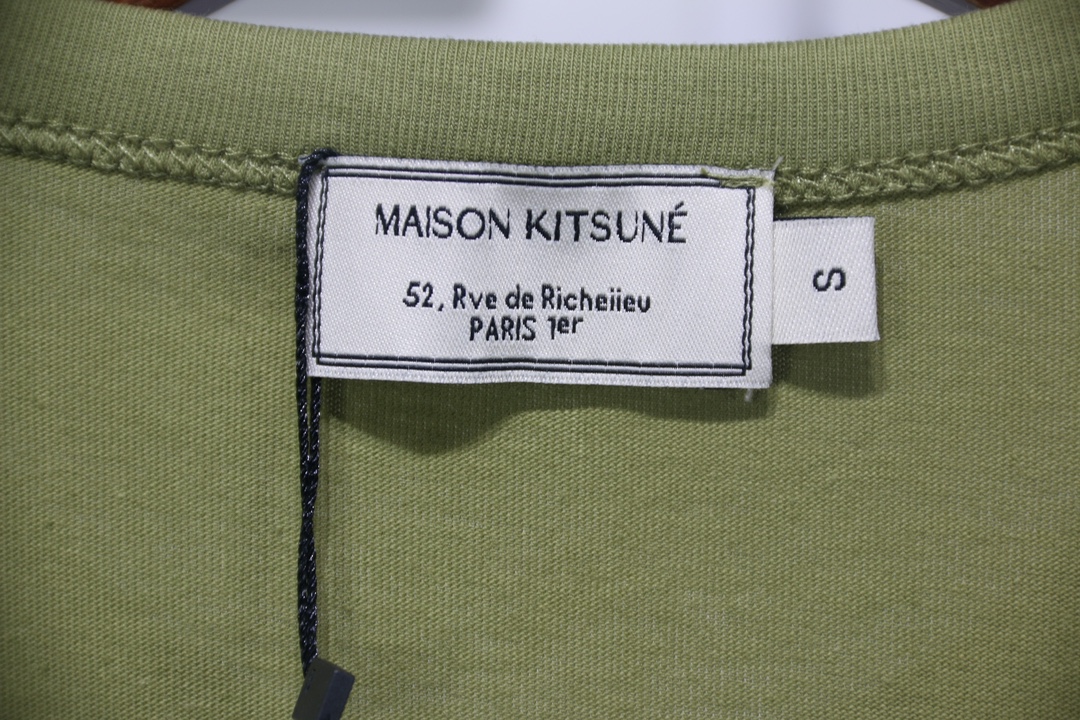 MAISON KITSUNÉ
52, Rve de Richeiieu
PARIS 1er
S